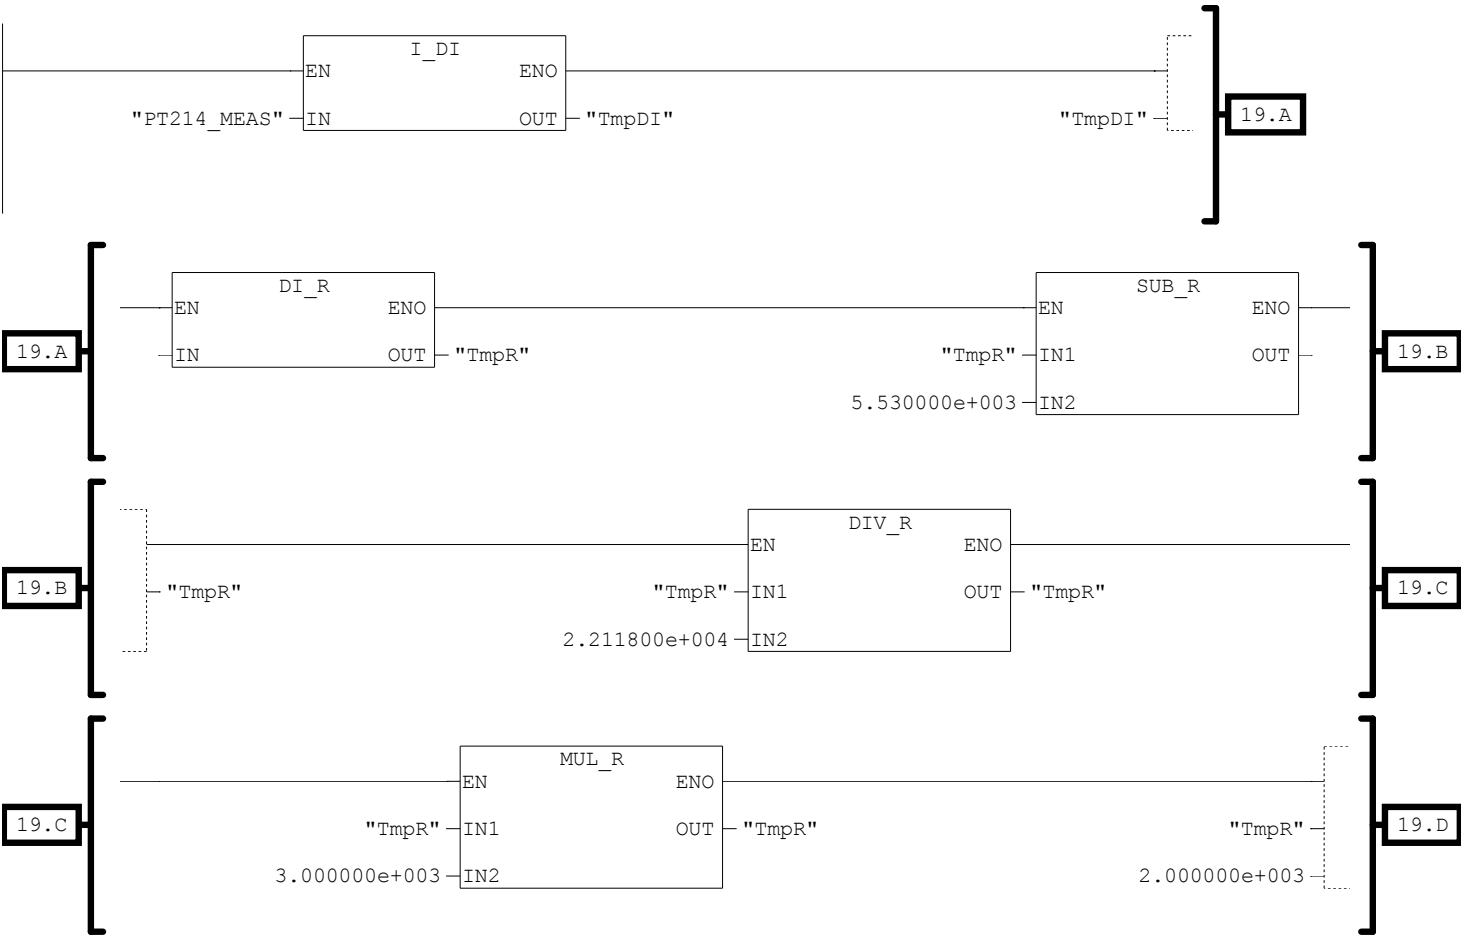 I_DI
EN ENO
"PT214_MEAS" IN OUT "TmpDI" "TmpDI" 19.A
DI_R SUB_R
EN ENO EN ENO
19.A IN OUT "TmpR" "TmpR" IN1 OUT 19.B
5.530000e+003 IN2
DIV_R
EN ENO
19.B "TmpR" "TmpR" IN1 OUT "TmpR" 19.C
2.211800e+004 IN2
MUL_R
EN ENO
19.C "TmpR" IN1 OUT "TmpR" "TmpR" 19.D
3.000000e+003 IN2 2.000000e+003